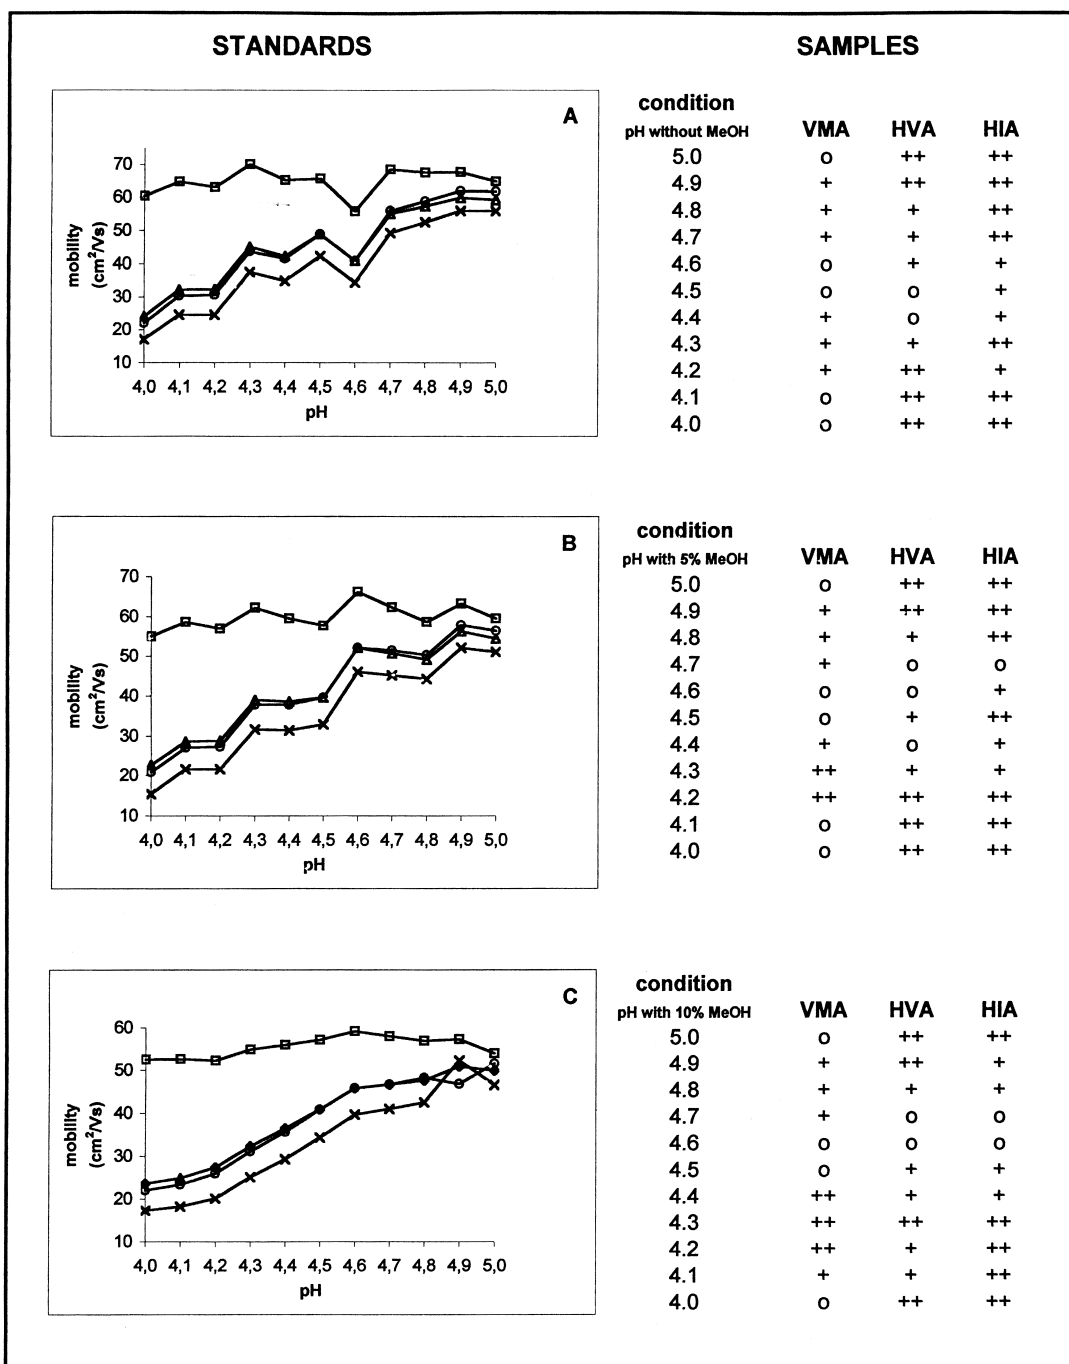 STANDARDS SAMPLES
A
70
60
50
40
30
20
10
mobility
(cm²/Vs)
4,0 4,1 4,2 4,3 4,4 4,5 4,6 4,7 4,8 4,9 5,0
pH
condition
pH without MeOH VMA HVA HIA
5.0 o ++ ++
4.9 + ++ ++
4.8 + + ++
4.7 + + ++
4.6 o + +
4.5 o o +
4.4 + o +
4.3 + + ++
4.2 + ++ +
4.1 o ++ ++
4.0 o ++ ++
B
70
60
50
40
30
20
10
mobility
(cm²/Vs)
4,0 4,1 4,2 4,3 4,4 4,5 4,6 4,7 4,8 4,9 5,0
pH
condition
pH with 5% MeOH VMA HVA HIA
5.0 o ++ ++
4.9 + ++ ++
4.8 + + ++
4.7 + o o
4.6 o o +
4.5 o + ++
4.4 + o +
4.3 ++ + +
4.2 ++ ++ ++
4.1 o ++ ++
4.0 o ++ ++
C
60
50
40
30
20
10
mobility
(cm²/Vs)
4,0 4,1 4,2 4,3 4,4 4,5 4,6 4,7 4,8 4,9 5,0
pH
condition
pH with 10% MeOH VMA HVA HIA
5.0 o ++ ++
4.9 + ++ +
4.8 + + +
4.7 + o o
4.6 o o o
4.5 o + +
4.4 ++ + +
4.3 ++ ++ ++
4.2 ++ + ++
4.1 + + ++
4.0 o ++ ++